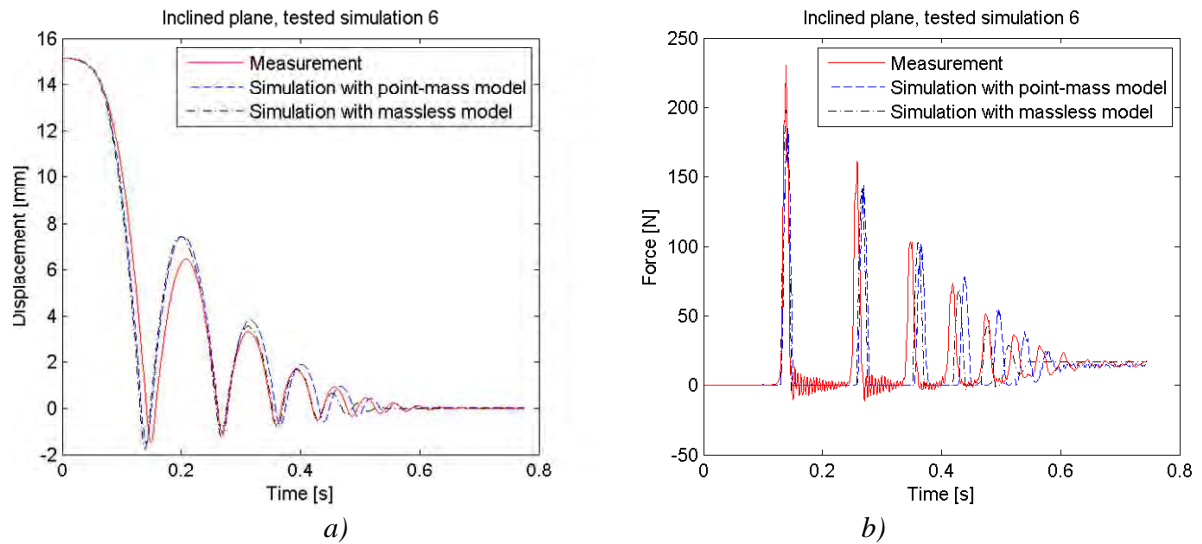 Inclined plane, tested simulation 6
16
14
12
10
8
6
4
2
0
-2
Displacement [mm]
Measurement
Simulation with point-mass model
Simulation with massless model
0
0.2
0.4
0.6
0.8
Time [s]
a)
Inclined plane, tested simulation 6
250
200
150
100
50
0
-50
Force [N]
Measurement
Simulation with point-mass model
Simulation with massless model
0
0.2
0.4
0.6
0.8
Time [s]
b)